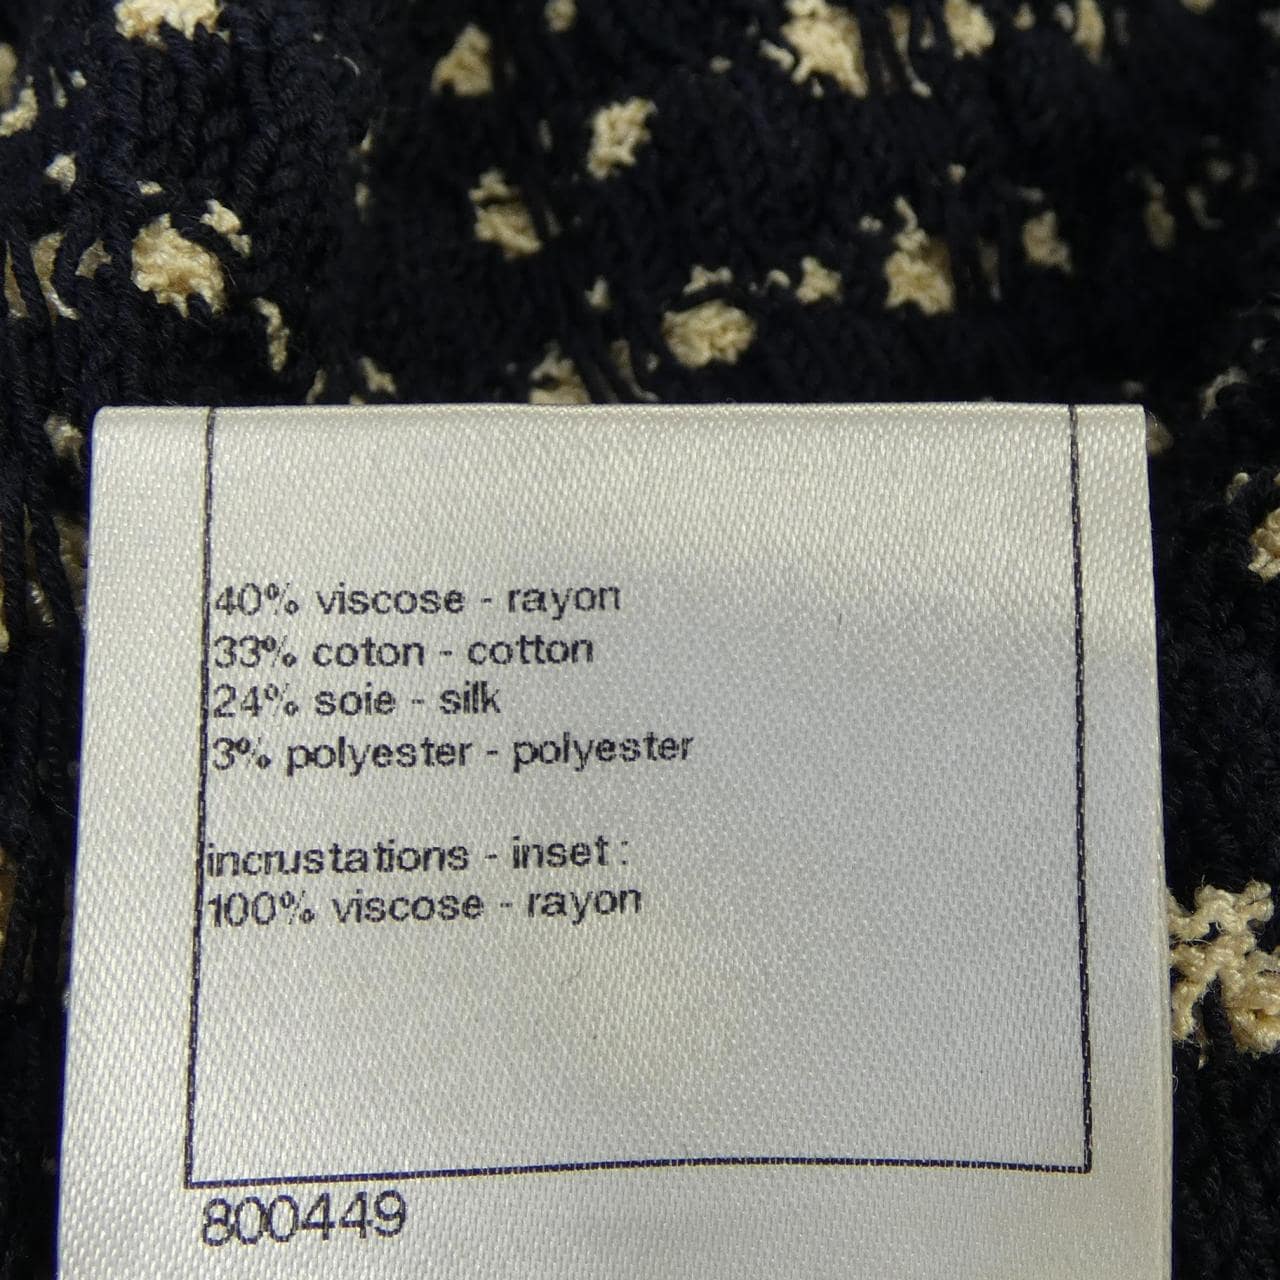 40% viscose - rayon
33% coton - cotton
24% soie - silk
3% polyester - polyester
incrustations - inset :
100% viscose - rayon
800449